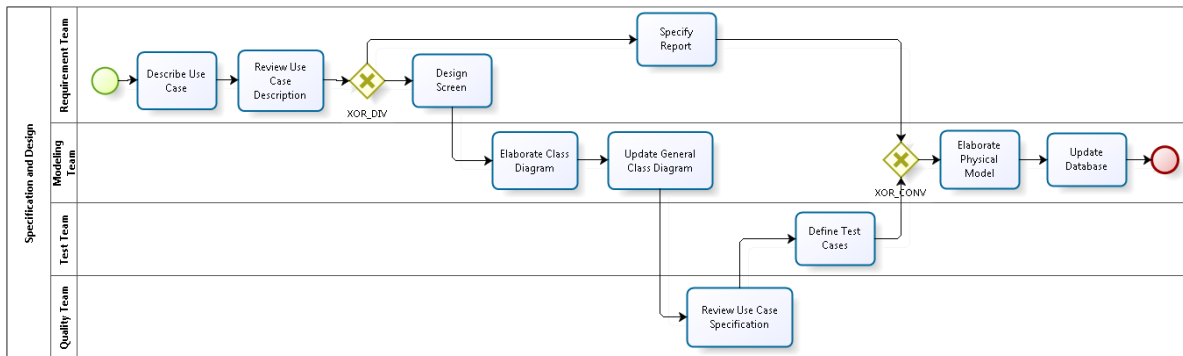 Specification and Design
Requirement Team
Describe Use
Case
Review Use
Case
Description
XOR_DIV
Design
Screen
Specify
Report
Modeling
Team
Elaborate Class
Diagram
Update General
Class Diagram
XOR_CONV
Elaborate
Physical
Model
Update
Database
Test Team
Define Test
Cases
Quality Team
Review Use Case
Specification